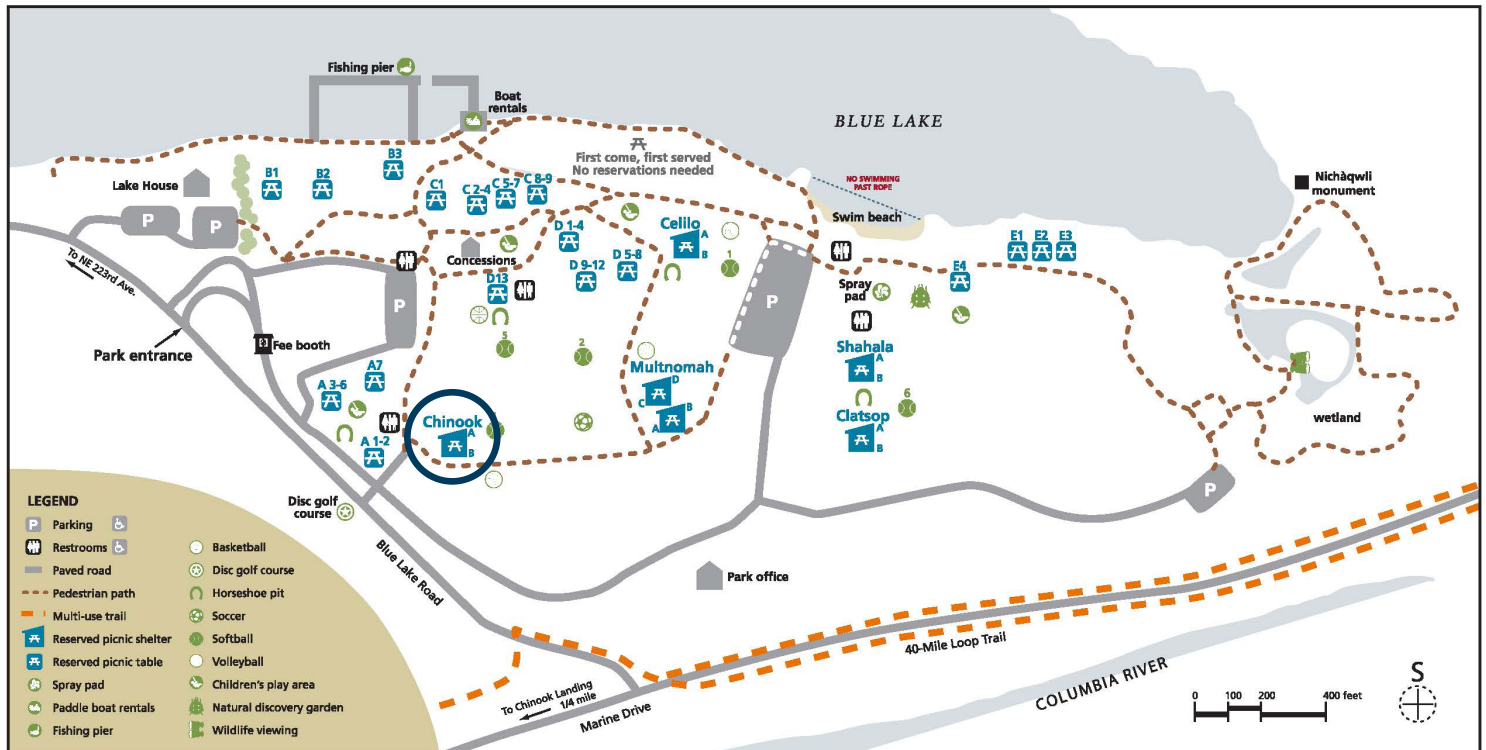 Fishing pier
Boat
rentals
BLUE LAKE
First come, first served
No reservations needed
NO SWIMMING
PAST ROPE
Swim beach
Nichàqwli
monument
Lake House
B1
B2
B3
C1
C 2-4
C 5-7
C 8-9
P
P
To NE 223rd Ave.
Concessions
D 1-4
D 9-12
D 5-8
D13
Celilo
A
B
1
P
P
E1
E2
E3
E4
Spray
pad
Park entrance
Fee booth
5
2
Multnomah
D
C
B
A
Shahala
A
B
6
Clatsop
A
B
wetland
A7
A 3-6
A 1-2
Chinook
A
B
P
Disc golf
course
Blue Lake Road
Park office
40-Mile Loop Trail
COLUMBIA RIVER
To Chinook Landing
1/4 mile
Marine Drive
0 100 200 400 feet
S
LEGEND
P Parking
Restrooms
Paved road
Pedestrian path
Multi-use trail
Reserved picnic shelter
Reserved picnic table
Spray pad
Paddle boat rentals
Fishing pier
Basketball
Disc golf course
Horseshoe pit
Soccer
Softball
Volleyball
Children's play area
Natural discovery garden
Wildlife viewing